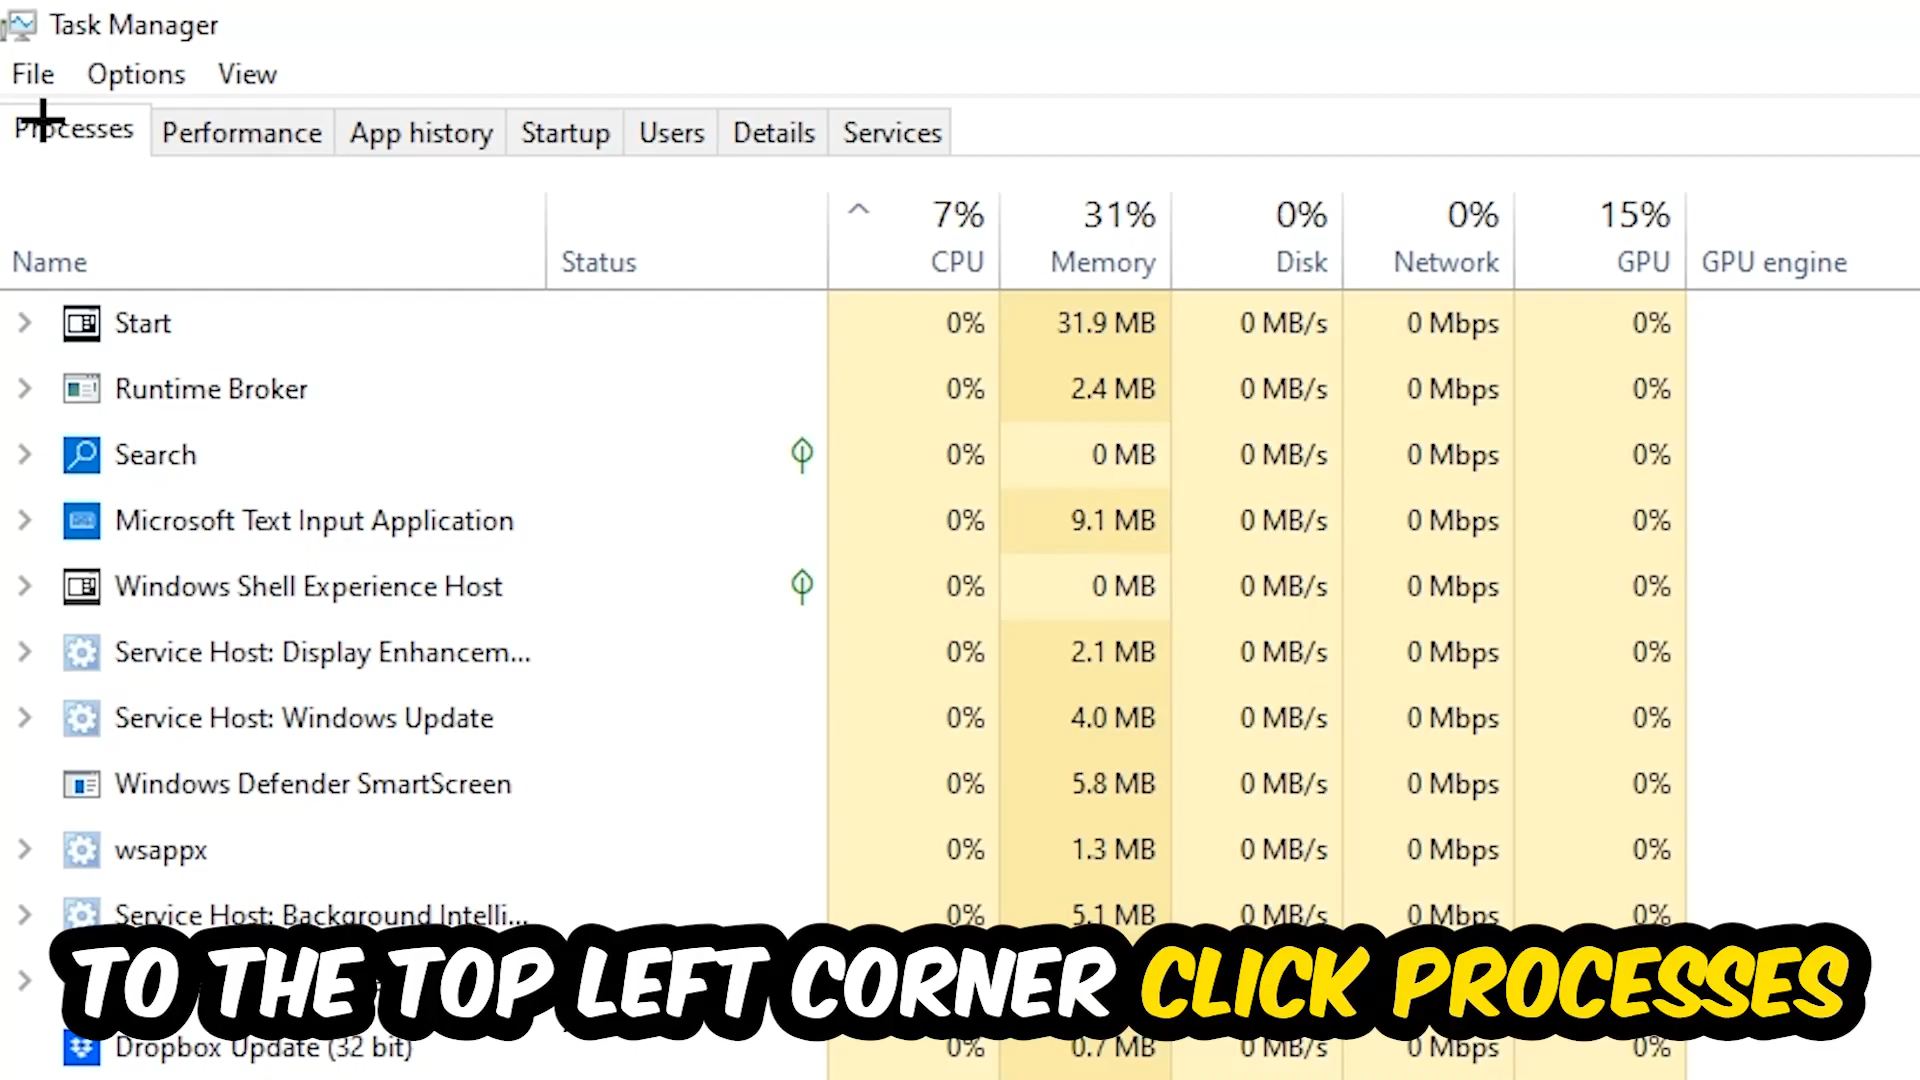 Task Manager
File Options View
Processes Performance App history Startup Users Details Services
7% 31% 0% 0% 15%
Name Status CPU Memory Disk Network GPU GPU engine
Start 0% 31.9 MB 0 MB/s 0 Mbps 0%
Runtime Broker 0% 2.4 MB 0 MB/s 0 Mbps 0%
Search 0% 0 MB 0 MB/s 0 Mbps 0%
Microsoft Text Input Application 0% 9.1 MB 0 MB/s 0 Mbps 0%
Windows Shell Experience Host 0% 0 MB 0 MB/s 0 Mbps 0%
Service Host: Display Enhancem... 0% 2.1 MB 0 MB/s 0 Mbps 0%
Service Host: Windows Update 0% 4.0 MB 0 MB/s 0 Mbps 0%
Windows Defender SmartScreen 0% 5.8 MB 0 MB/s 0 Mbps 0%
wsappx 0% 1.3 MB 0 MB/s 0 Mbps 0%
Service Host: Background Intelli... 0% 5.1 MB 0 MB/s 0 Mbps 0%
TO THE TOP LEFT CORNER CLICK PROCESSES
Dropbox Update (32 bit) 0% 0.7 MB 0 MB/s 0 Mbps 0%